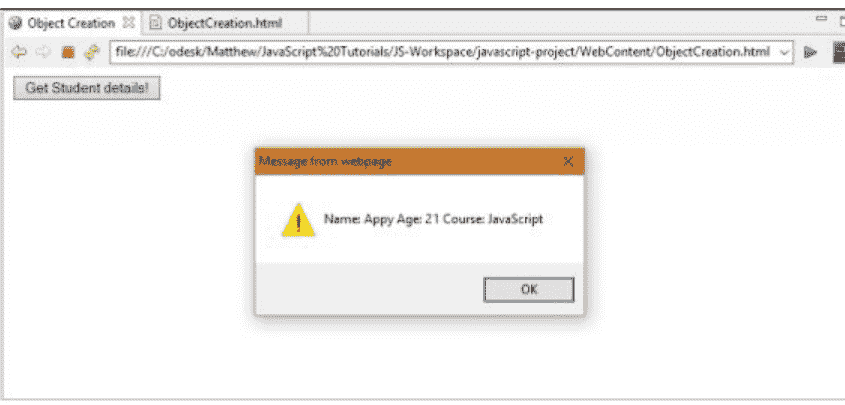 Object Creation ObjectCreation.html
file:///C:/odesk/Matthew/JavaScript%20Tutorials/JS-Workspace/javascript-project/WebContent/ObjectCreation.html
Get Student details!
Message from webpage
Name: Appy Age: 21 Course: JavaScript
OK